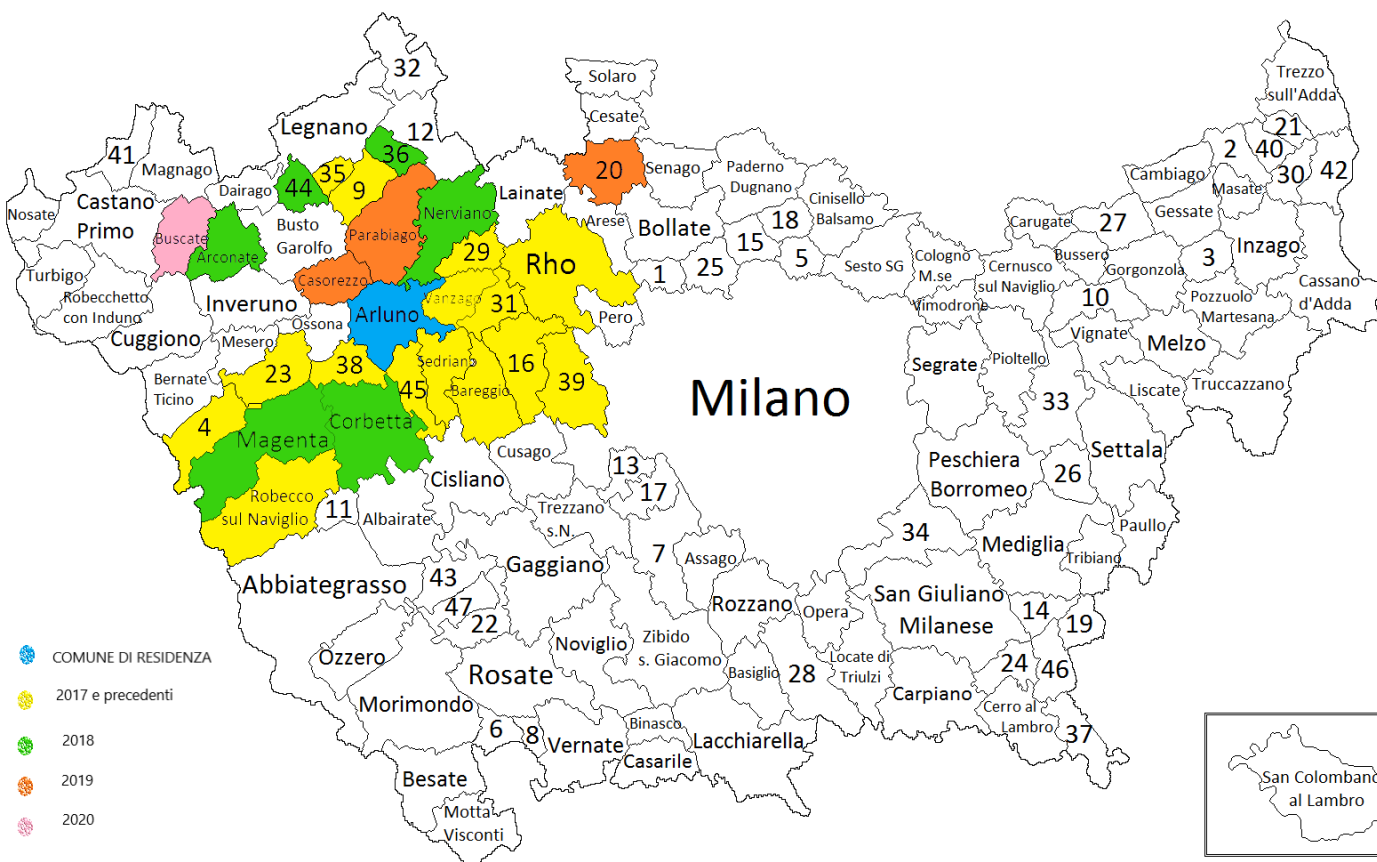 32
Solaro
Trezzo
sull'Adda
Cesate
Legnano
12
21
41
Magnago
36
35
9
44
Dairago
20
Senago
Paderno
Dugnano
2
40
30
42
Cambiago
Masate
Nosate
Castano
Primo
Lainate
Cinisello
Balsamo
Nerviano
Busto
Garolfo
Parabiago
Arese
Bollate
18
15
5
Carugate
27
Gessate
Buscate
Arconate
29
Rho
Inzago
Turbigo
Casorezzo
1
25
Sesto SG
Cologno
M.se
Cernusco
sul Naviglio
Bussero
Gorgonzola
3
Robecchetto
con Induno
Inveruno
Varzago
31
Vimodrone
10
Pozzuolo
Martesana
Cassano
d'Adda
Cuggiono
Ossona
Arluno
Pero
Mesero
Vignate
Melzo
Bernate
Ticino
23
38
45
Sedriano
Bareggio
16
39
Milano
Segrate
Pioltello
Liscate
Truccazzano
33
4
Magenta
Corbetta
Settala
Cusago
Peschiera
Borromeo
26
Cisliano
13
17
Robecco
sul Naviglio
11
Albairate
Trezzano
s.N.
34
Paullo
7
Assago
Mediglia
Tribiano
Abbiategrasso
43
Gaggiano
47
22
Rozzano
Opera
San Giuliano
Milanese
14
19
Ozzero
Noviglio
Zibido
s. Giacomo
Rosate
Basiglio
28
Locate di
Triulzi
24
46
Carpiano
Morimondo
Cerro al
Lambro
37
6
8
Vernate
Binasco
Lacchiarella
Casarile
Besate
Motta
Visconti
San Colombano
al Lambro
COMUNE DI RESIDENZA
2017 e precedenti
2018
2019
2020